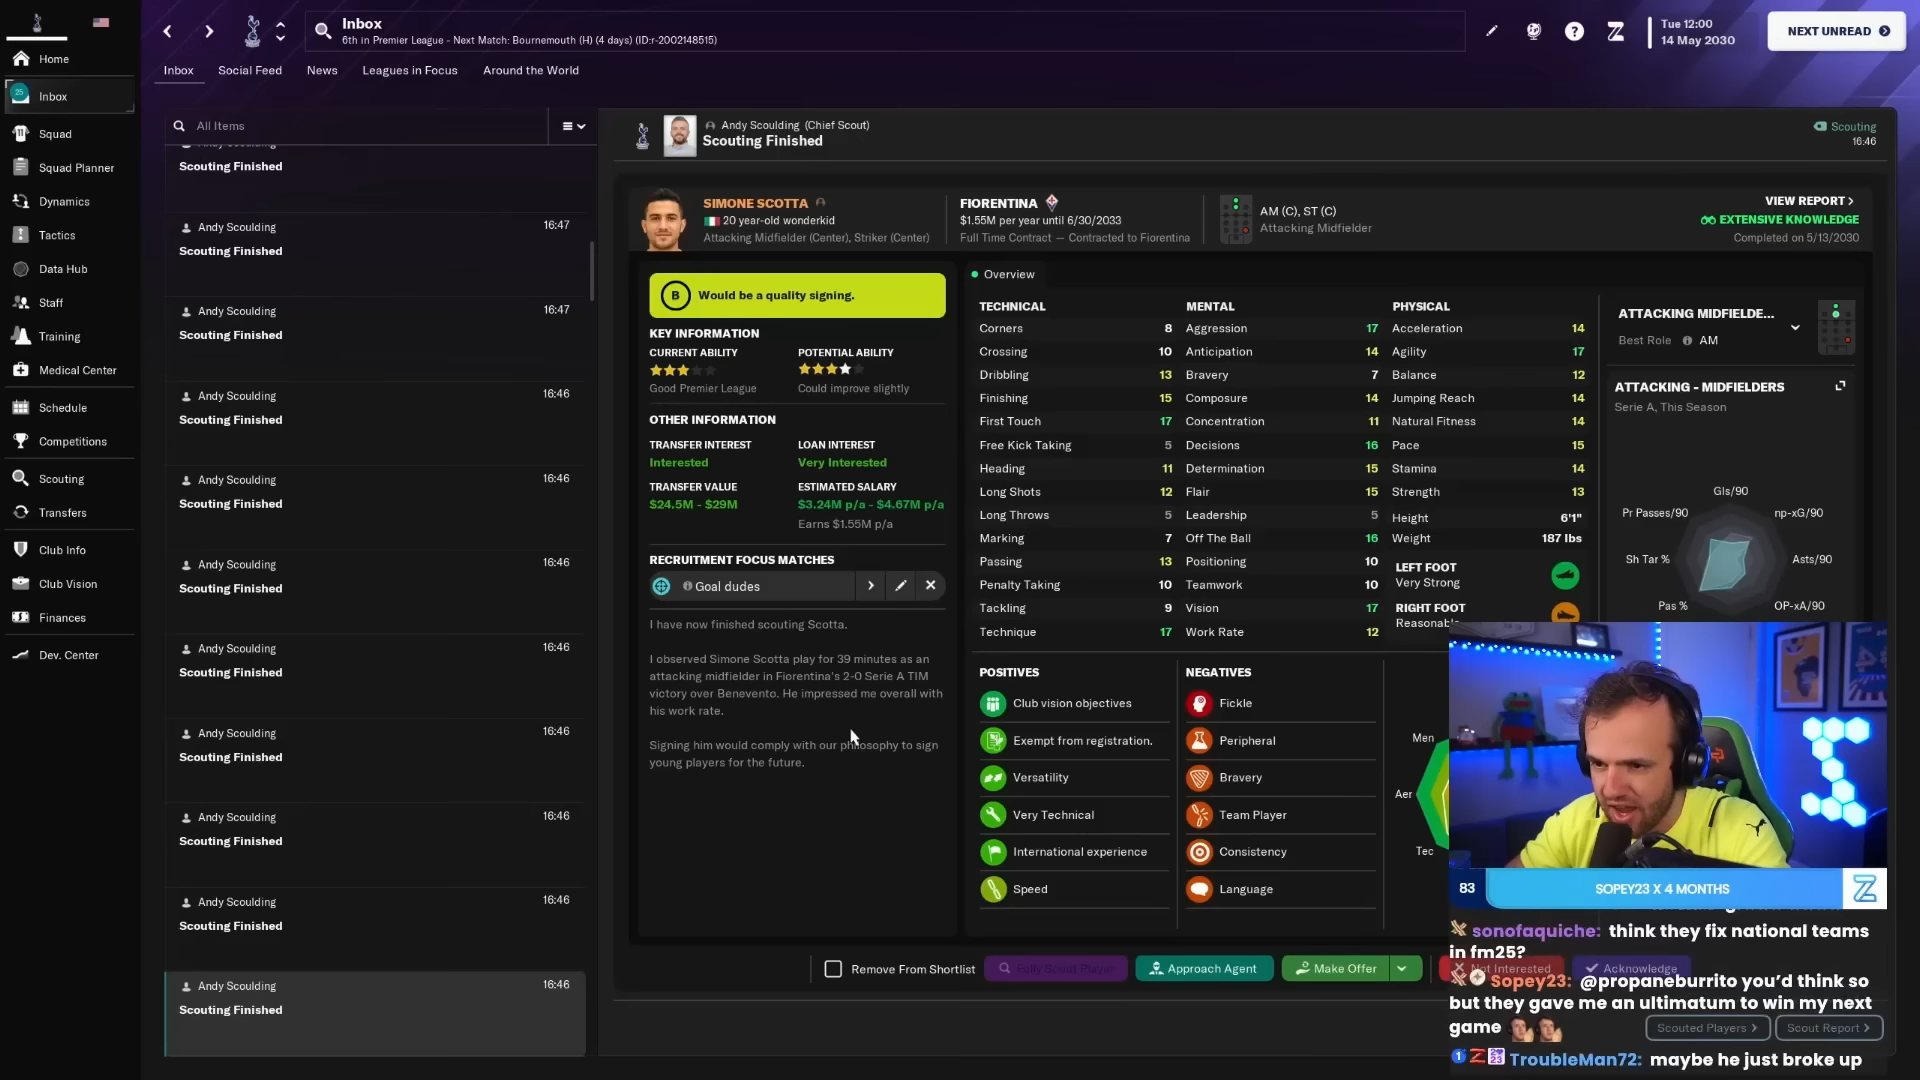 Inbox
6th in Premier League - Next Match: Bournemouth (H) (4 days) (ID:r-2002148515)
Tue 12:00
14 May 2030
NEXT UNREAD
Home
25
Inbox
Squad
Squad Planner
Dynamics
Tactics
Data Hub
Staff
Training
Medical Center
Schedule
Competitions
Scouting
Transfers
Club Info
Club Vision
Finances
Dev. Center
Inbox
Social Feed
News
Leagues in Focus
Around the World
All Items
Andy Scoulding
Scouting Finished
Andy Scoulding
16:47
Scouting Finished
Andy Scoulding
16:47
Scouting Finished
Andy Scoulding
16:46
Scouting Finished
Andy Scoulding
16:46
Scouting Finished
Andy Scoulding
16:46
Scouting Finished
Andy Scoulding
16:46
Scouting Finished
Andy Scoulding
16:46
Scouting Finished
Andy Scoulding
16:46
Scouting Finished
Andy Scoulding
16:46
Scouting Finished
Andy Scoulding
16:46
Scouting Finished
Andy Scoulding (Chief Scout)
Scouting Finished
Scouting
16:46
SIMONE SCOTTA
20 year-old wonderkid
Attacking Midfielder (Center), Striker (Center)
FIORENTINA
$1.55M per year until 6/30/2033
Full Time Contract — Contracted to Fiorentina
AM (C), ST (C)
Attacking Midfielder
VIEW REPORT >
EXTENSIVE KNOWLEDGE
Completed on 5/13/2030
B Would be a quality signing.
KEY INFORMATION
CURRENT ABILITY
Good Premier League
POTENTIAL ABILITY
Could improve slightly
OTHER INFORMATION
TRANSFER INTEREST
Interested
LOAN INTEREST
Very Interested
TRANSFER VALUE
$24.5M - $29M
ESTIMATED SALARY
$3.24M p/a - $4.67M p/a
Earns $1.55M p/a
RECRUITMENT FOCUS MATCHES
Goal dudes
I have now finished scouting Scotta.
I observed Simone Scotta play for 39 minutes as an
attacking midfielder in Fiorentina's 2-0 Serie A TIM
victory over Benevento. He impressed me overall with
his work rate.
Signing him would comply with our philosophy to sign
young players for the future.
Overview
TECHNICAL
Corners 8
Crossing 10
Dribbling 13
Finishing 15
First Touch 17
Free Kick Taking 5
Heading 11
Long Shots 12
Long Throws 5
Marking 7
Passing 13
Penalty Taking 10
Tackling 9
Technique 17
MENTAL
Aggression 17
Anticipation 14
Bravery 7
Composure 14
Concentration 11
Decisions 16
Determination 15
Flair 15
Leadership 5
Off The Ball 16
Positioning 10
Teamwork 10
Vision 17
Work Rate 12
PHYSICAL
Acceleration 14
Agility 17
Balance 12
Jumping Reach 14
Natural Fitness 14
Pace 15
Stamina 14
Strength 13
Height 6'1"
Weight 187 lbs
LEFT FOOT
Very Strong
RIGHT FOOT
Reasonable
ATTACKING MIDFIELDE...
Best Role AM
ATTACKING - MIDFIELDERS
Serie A, This Season
Gls/90
np-xG/90
Asts/90
OP-xA/90
Pas %
Sh Tar %
Pr Passes/90
POSITIVES
Club vision objectives
Exempt from registration.
Versatility
Very Technical
International experience
Speed
NEGATIVES
Fickle
Peripheral
Bravery
Team Player
Consistency
Language
Men
Aer
Tec
Remove From Shortlist
Fully Scout Player
Approach Agent
Make Offer
Not Interested
Acknowledge
Scouted Players >
Scout Report >
83
SOPEY23 X 4 MONTHS
sonofaquiche: think they fix national teams
in fm25?
Sopey23: @propaneburrito you'd think so
but they gave me an ultimatum to win my next
game
TroubleMan72: maybe he just broke up